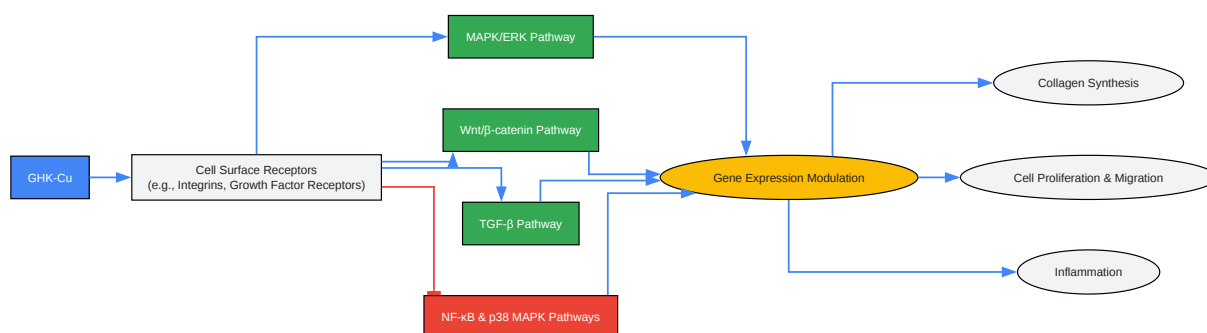 MAPK/ERK Pathway
Collagen Synthesis
Wnt/β-catenin Pathway
GHK-Cu
Cell Surface Receptors
(e.g., Integrins, Growth Factor Receptors)
Gene Expression Modulation
Cell Proliferation & Migration
TGF-β Pathway
Inflammation
NF-κB & p38 MAPK Pathways